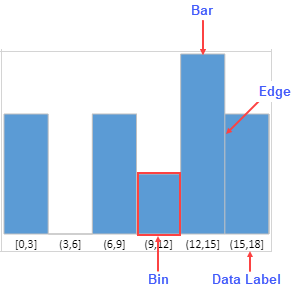 Bar
Edge
[0,3] (3,6] (6,9] (9,12] (12,15] (15,18]
Bin Data Label